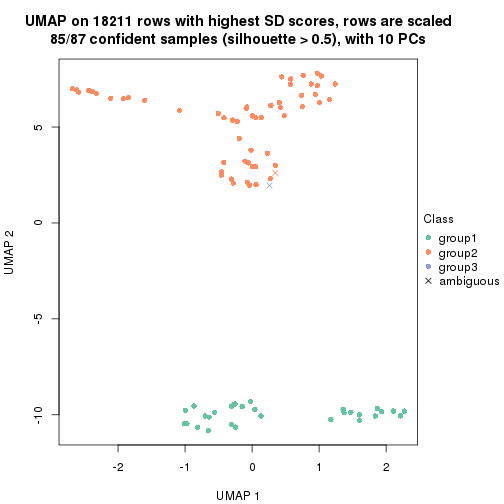 UMAP on 18211 rows with highest SD scores, rows are scaled
85/87 confident samples (silhouette > 0.5), with 10 PCs
UMAP 2
5
0
-5
-10
-2
-1
0
1
2
UMAP 1
Class
group1
group2
group3
ambiguous